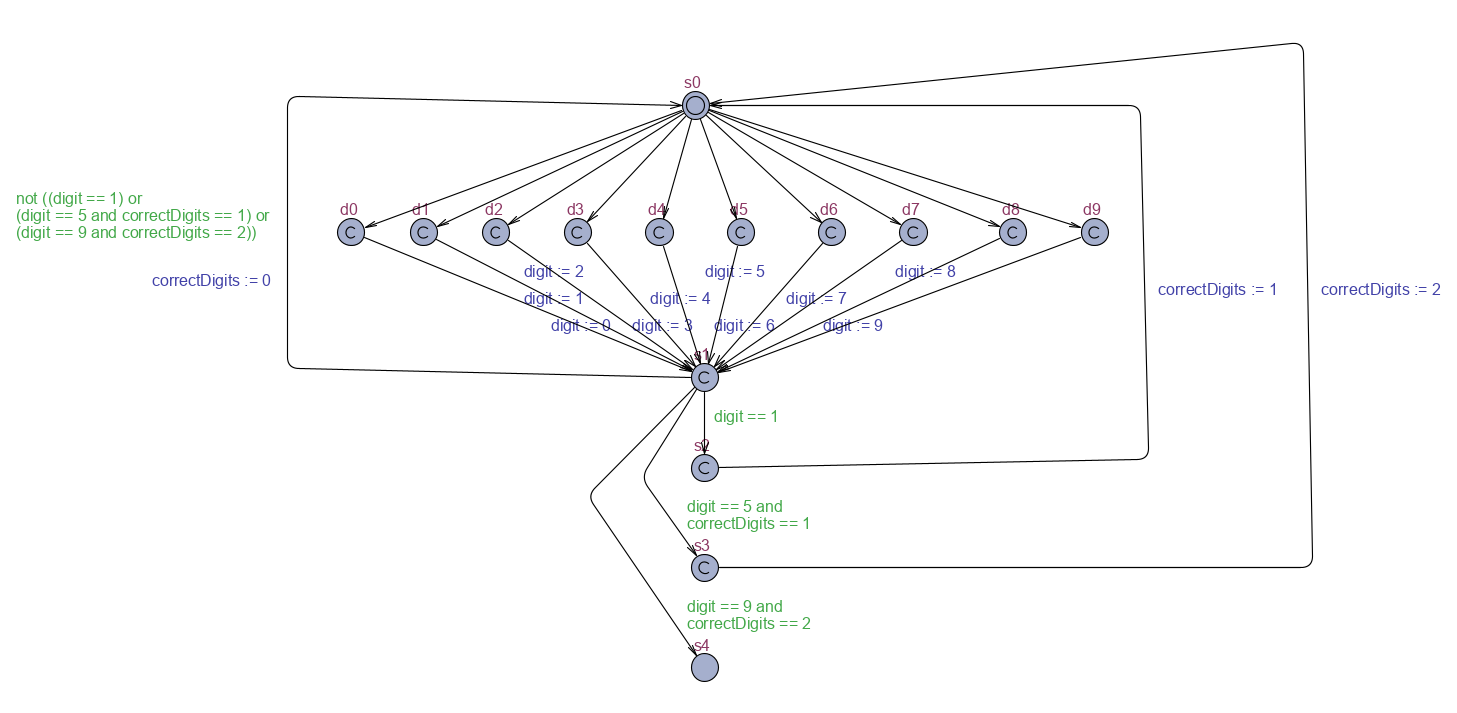 s0
not ((digit == 1) or
(digit == 5 and correctDigits == 1) or
(digit == 9 and correctDigits == 2))
correctDigits := 0
d0
d1
d2
d3
d4
d5
d6
d7
d8
d9
C
C
C
C
C
C
C
C
C
C
digit := 2
digit := 5
digit := 8
digit := 1
digit := 4
digit := 7
digit := 0
digit := 3
digit := 6
digit := 9
correctDigits := 1
correctDigits := 2
s1
C
digit == 1
s2
C
digit == 5 and
correctDigits == 1
s3
C
digit == 9 and
correctDigits == 2
s4